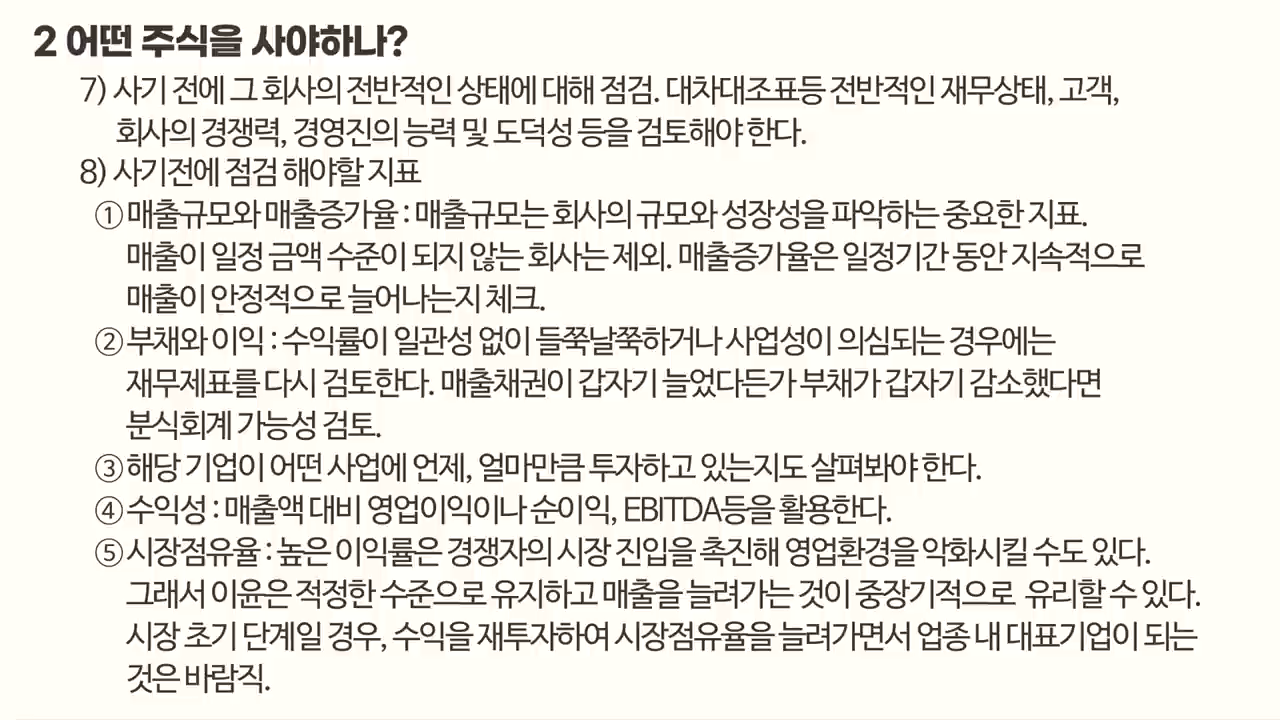 2 어떤 주식을 사야하나?
7) 사기 전에 그 회사의 전반적인 상태에 대해 점검. 대차대조표등 전반적인 재무상태, 고객,
회사의 경쟁력, 경영진의 능력 및 도덕성 등을 검토해야 한다.
8) 사기전에 점검 해야할 지표
① 매출규모와 매출증가율 : 매출규모는 회사의 규모와 성장성을 파악하는 중요한 지표.
매출이 일정 금액 수준이 되지 않는 회사는 제외. 매출증가율은 일정기간 동안 지속적으로
매출이 안정적으로 늘어나는지 체크.
② 부채와 이익 : 수익률이 일관성 없이 들쭉날쭉하거나 사업성이 의심되는 경우에는
재무제표를 다시 검토한다. 매출채권이 갑자기 늘었다든가 부채가 갑자기 감소했다면
분식회계 가능성 검토.
③ 해당 기업이 어떤 사업에 언제, 얼마만큼 투자하고 있는지도 살펴봐야 한다.
④ 수익성 : 매출액 대비 영업이익이나 순이익, EBITDA등을 활용한다.
⑤ 시장점유율 : 높은 이익률은 경쟁자의 시장 진입을 촉진해 영업환경을 악화시킬 수도 있다.
그래서 이윤은 적정한 수준으로 유지하고 매출을 늘려가는 것이 중장기적으로 유리할 수 있다.
시장 초기 단계일 경우, 수익을 재투자하여 시장점유율을 늘려가면서 업종 내 대표기업이 되는
것은 바람직.